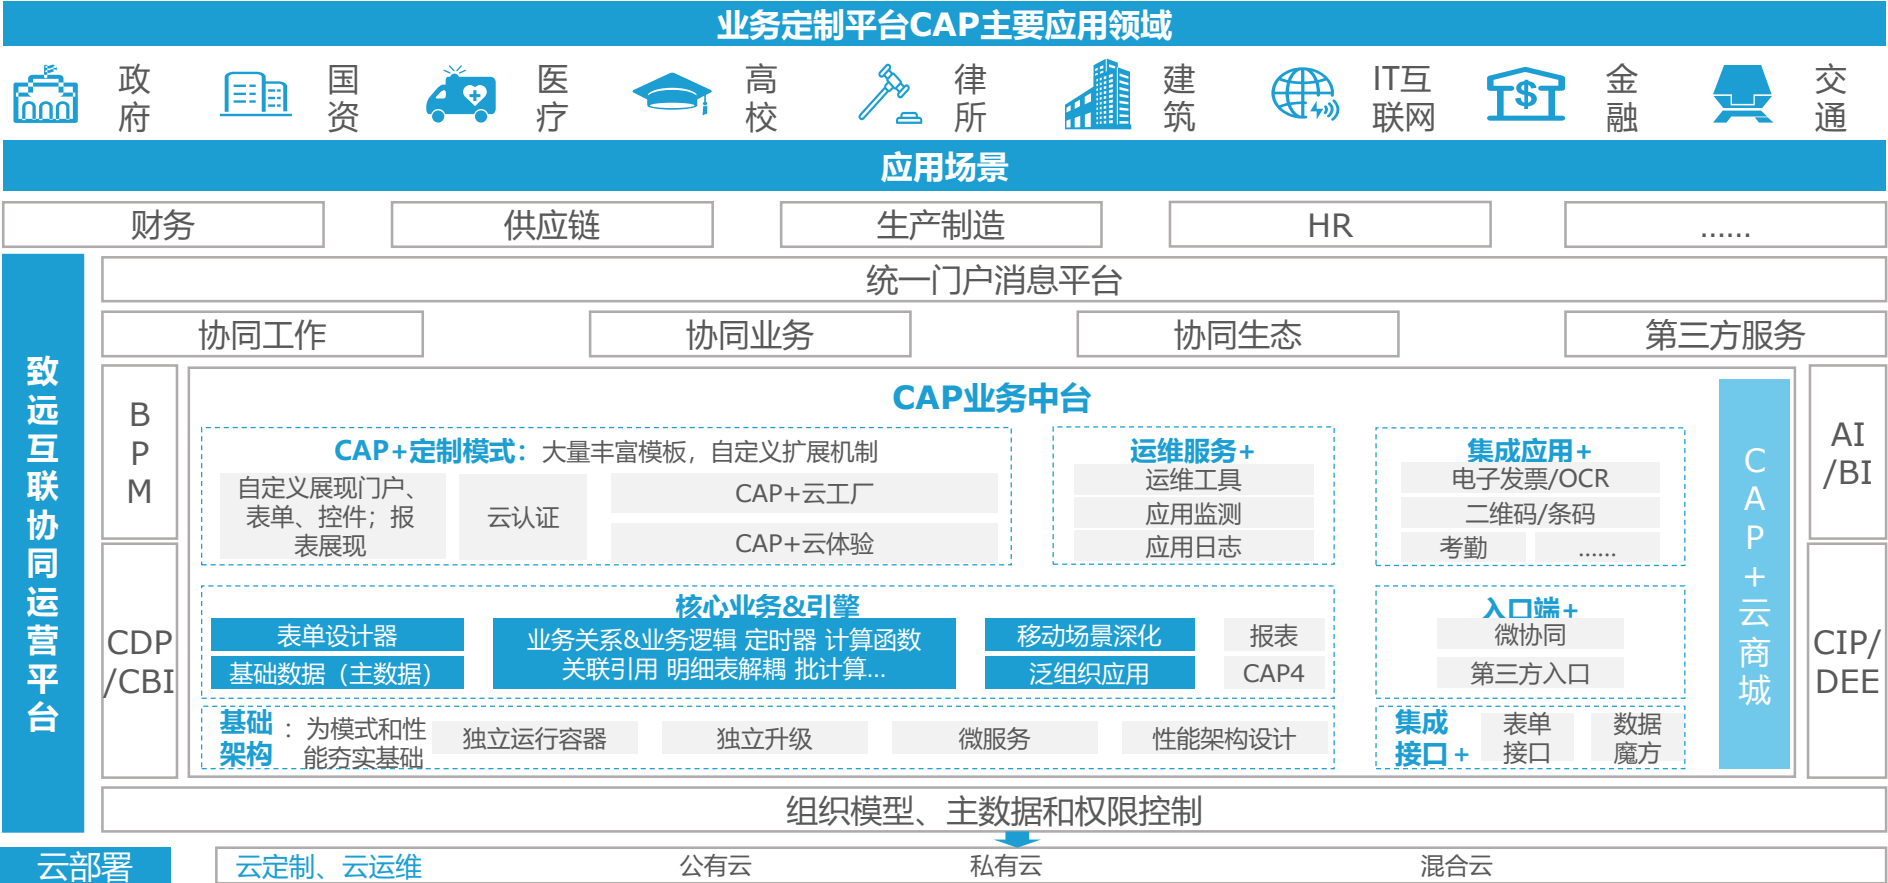 业务定制平台CAP主要应用领域
政府
国资
医疗
高校
律所
建筑
IT互联网
金融
交通
应用场景
财务
供应链
生产制造
HR
......
致远互联协同运营平台
统一门户消息平台
协同工作
协同业务
协同生态
第三方服务
BPM
CDP
/CBI
CAP业务中台
CAP+定制模式：大量丰富模板，自定义扩展机制
自定义展现门户、
表单、控件；报
表展现
云认证
CAP+云工厂
CAP+云体验
运维服务+
运维工具
应用监测
应用日志
集成应用+
电子发票/OCR
二维码/条码
考勤
......
核心业务&引擎
表单设计器
基础数据（主数据）
业务关系&业务逻辑 定时器 计算函数
关联引用 明细表解耦 批计算...
移动场景深化
泛组织应用
报表
CAP4
入口端+
微协同
第三方入口
基础
架构
：为模式和性
能夯实基础
独立运行容器
独立升级
微服务
性能架构设计
集成
接口+
表单
接口
数据
魔方
CAP+云商城
AI
/BI
CIP/
DEE
组织模型、主数据和权限控制
云部署
云定制、云运维
公有云
私有云
混合云